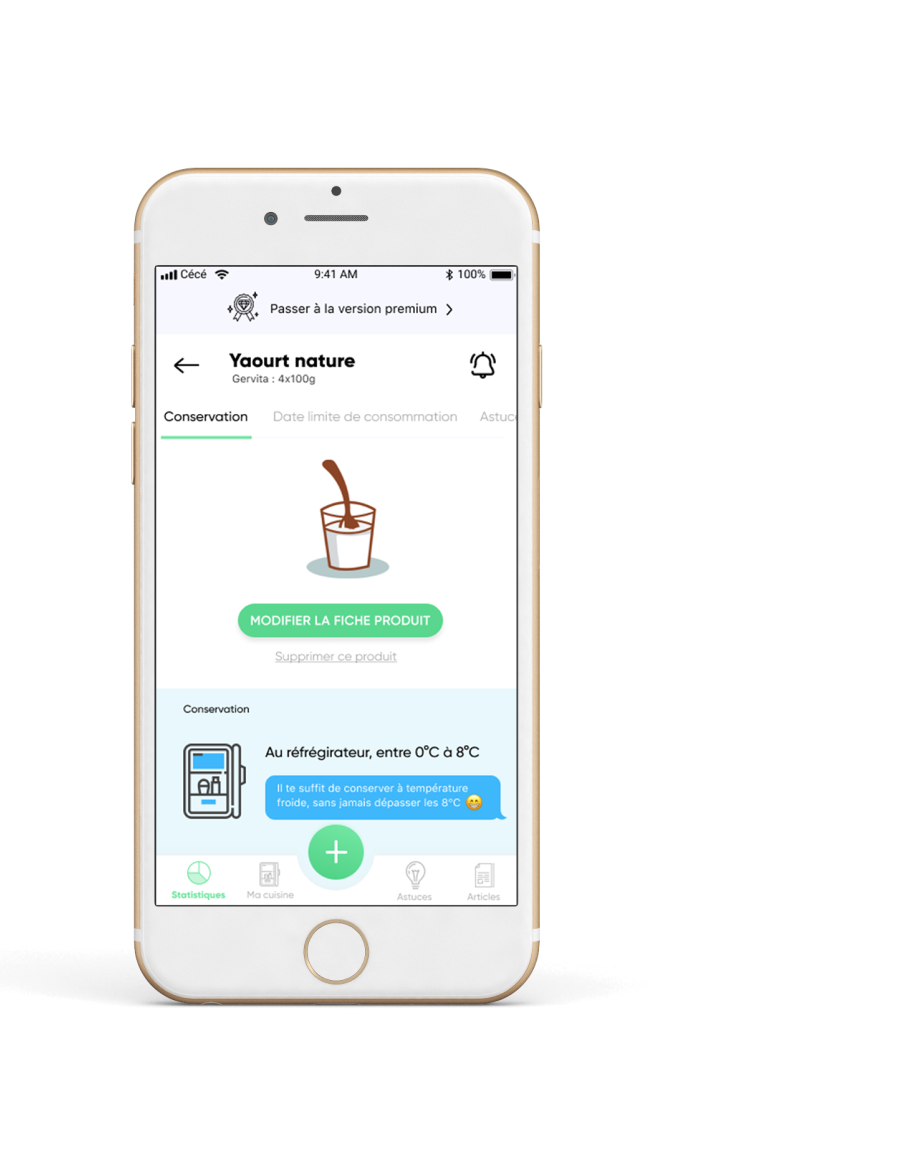 Cécé 9:41 AM 100%
Passer à la version premium
Yaourt nature
Gervita : 4x100g
Conservation Date limite de consommation Astuc
MODIFIER LA FICHE PRODUIT
Supprimer ce produit
Conservation
Au réfrégirateur, entre 0°C à 8°C
Il te suffit de conserver à température
froide, sans jamais dépasser les 8°C 😁
Statistiques Ma cuisine Astuces Articles